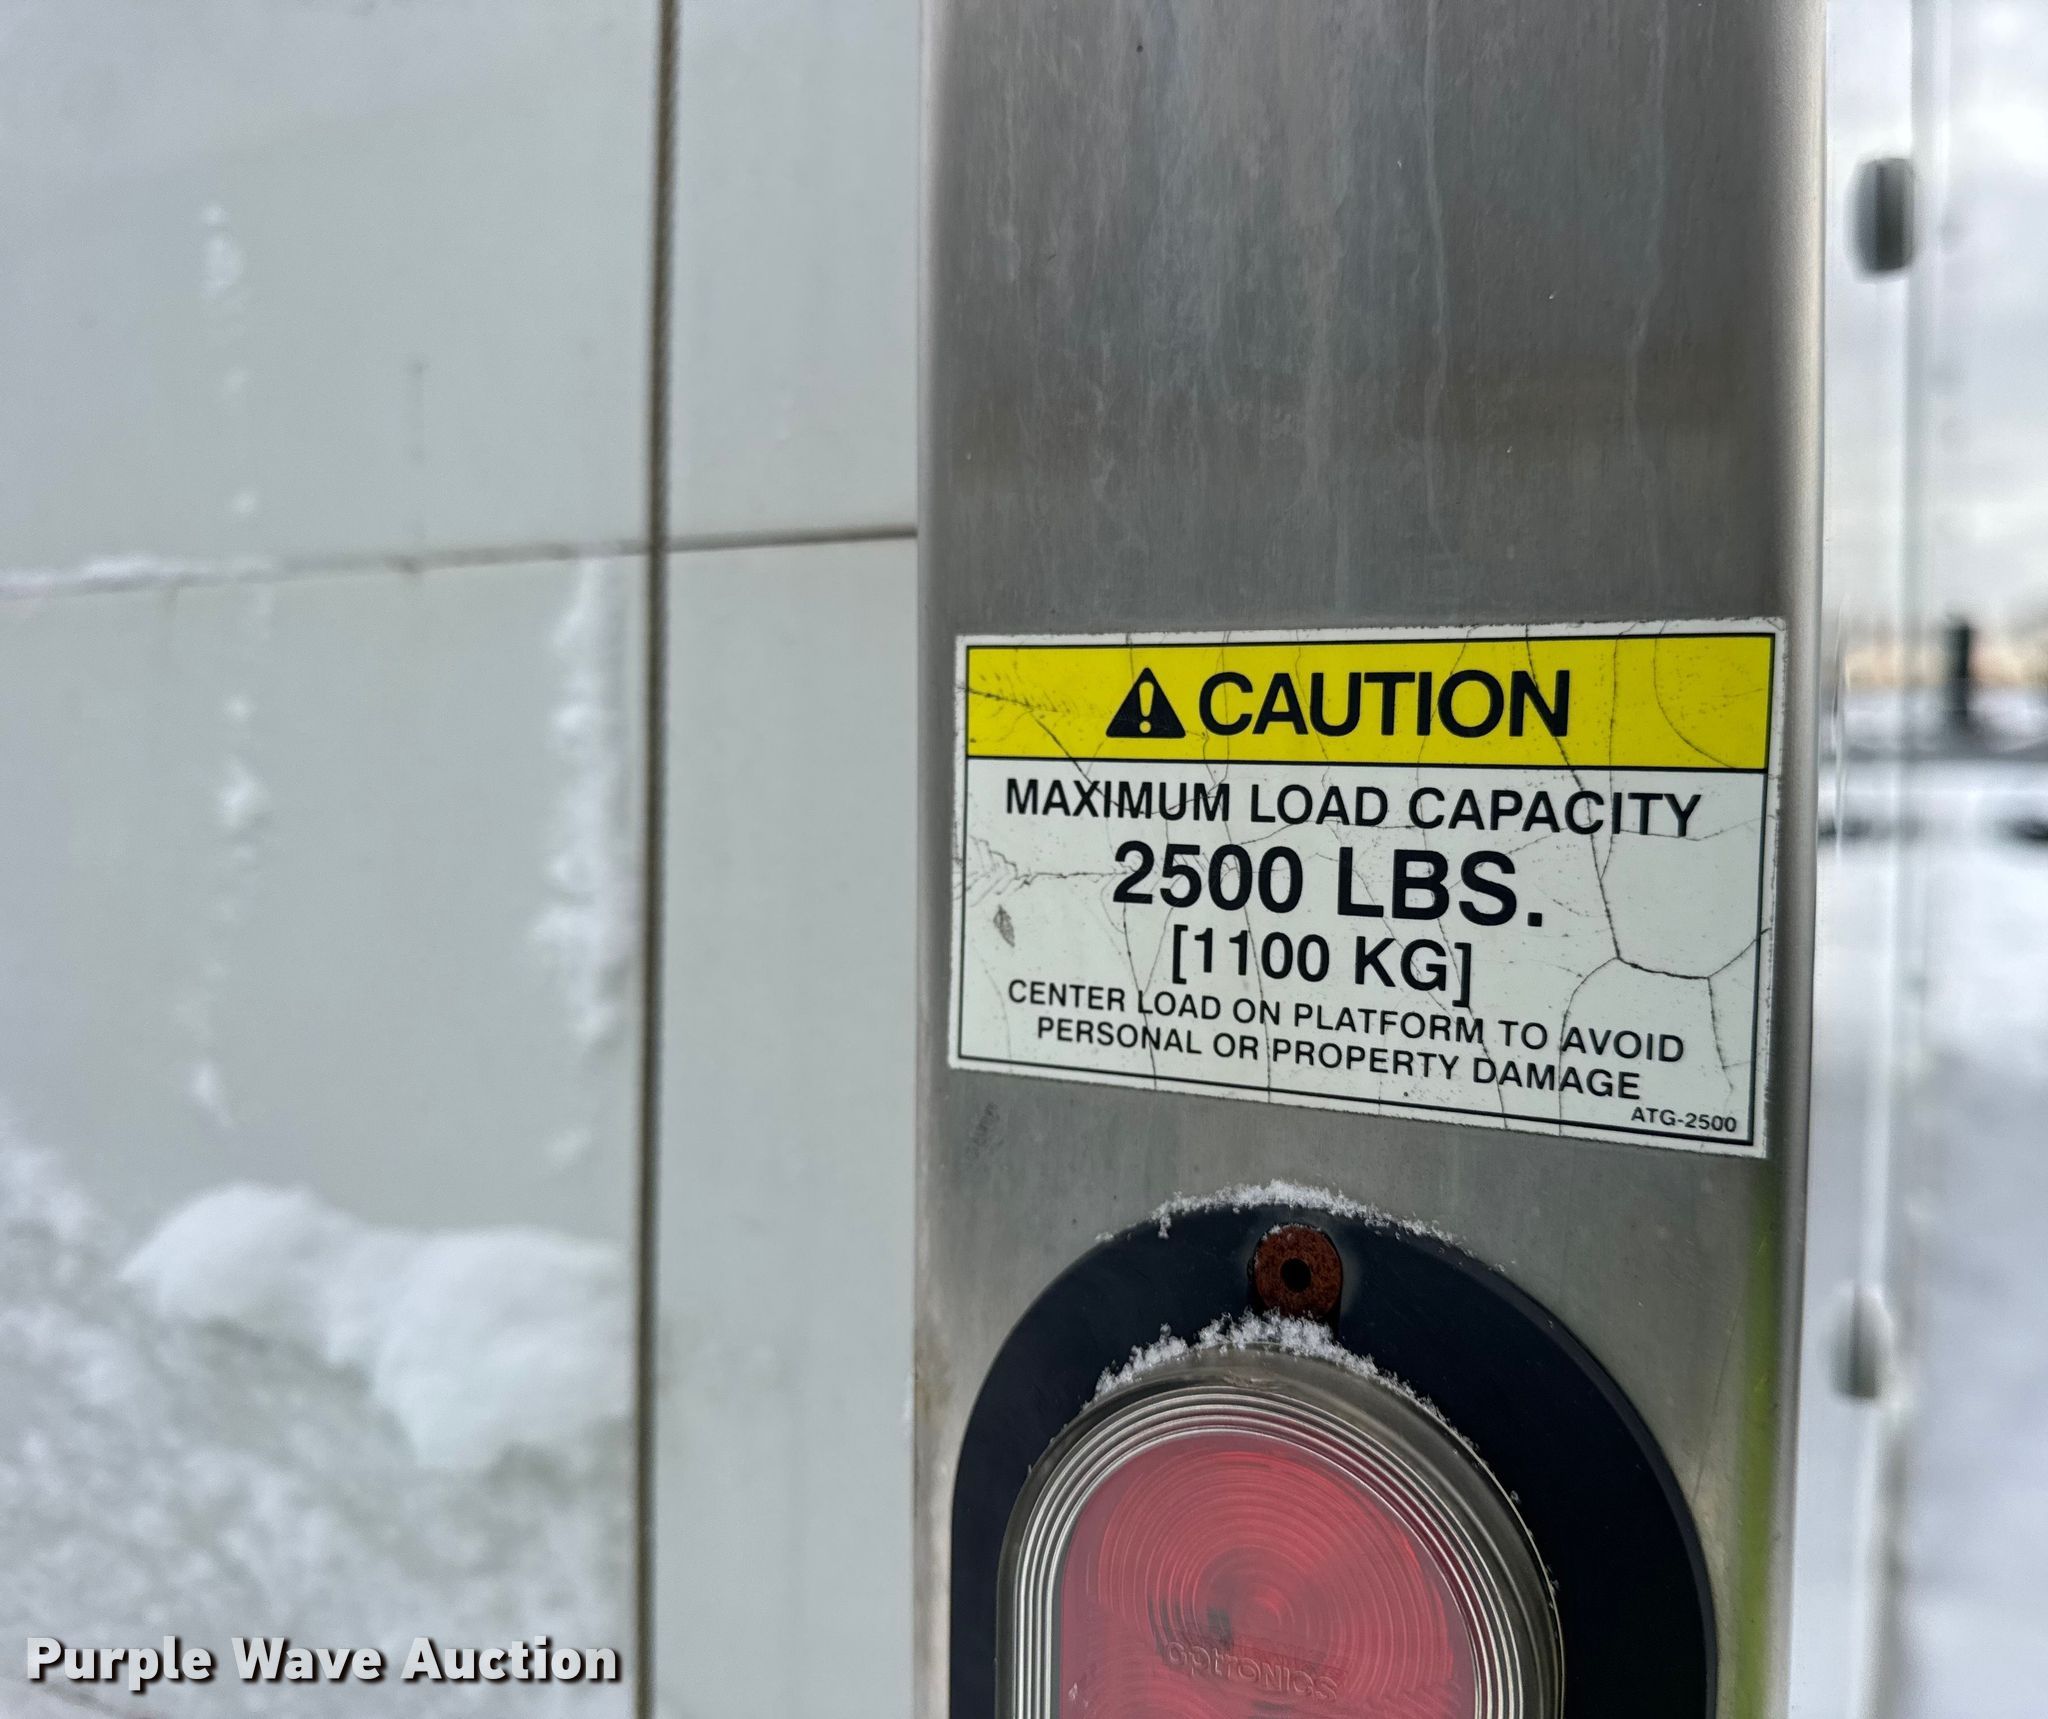 CAUTION
MAXIMUM LOAD CAPACITY
2500 LBS.
[1100 KG]
CENTER LOAD ON PLATFORM TO AVOID
PERSONAL OR PROPERTY DAMAGE
ATG-2500
optronics
Purple Wave Auction